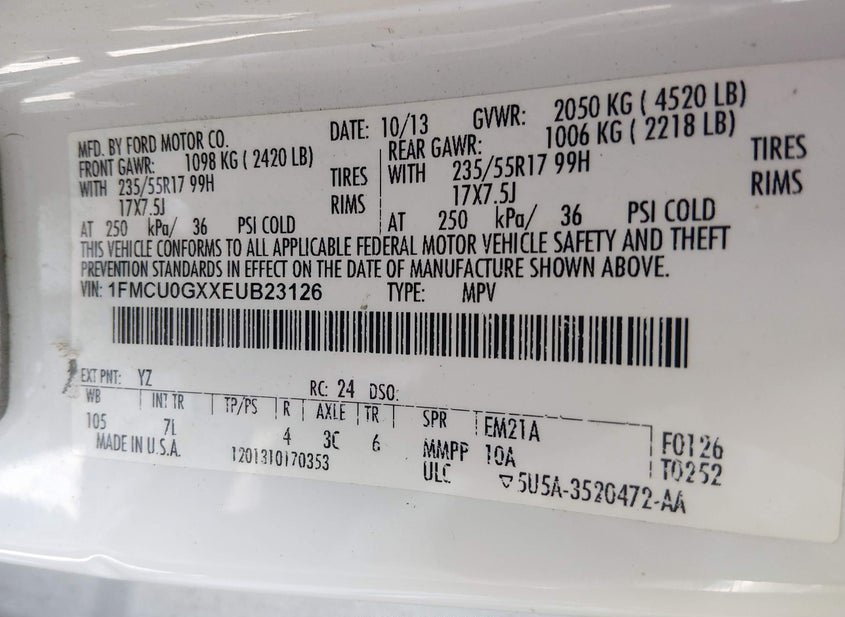 MFD. BY FORD MOTOR CO. DATE: 10/13 GVWR: 2050 KG ( 4520 LB)
FRONT GAWR: 1098 KG ( 2420 LB) REAR GAWR: 1006 KG ( 2218 LB)
WITH 235/55R17 99H TIRES WITH 235/55R17 99H TIRES
17X7.5J RIMS 17X7.5J RIMS
AT 250 kPa/ 36 PSI COLD AT 250 kPa/ 36 PSI COLD
THIS VEHICLE CONFORMS TO ALL APPLICABLE FEDERAL MOTOR VEHICLE SAFETY AND THEFT
PREVENTION STANDARDS IN EFFECT ON THE DATE OF MANUFACTURE SHOWN ABOVE.
VIN: 1FMCU0GXXEUB23126 TYPE: MPV
EXT PNT: YZ RC: 24 DSO:
WB INT TR TP/PS R AXLE TR SPR EM21A F0126
105 7L 4 3C 6 MMPP 10A T0252
MADE IN U.S.A. 1201310170353 ULC 5U5A-3520472-AA